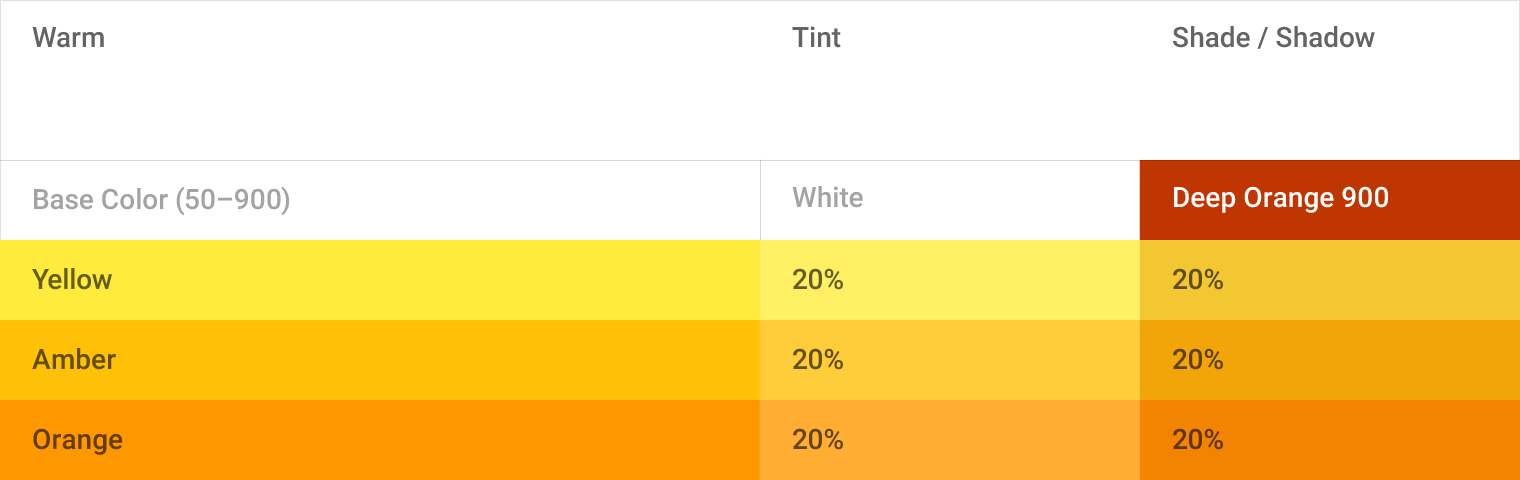 Warm Tint Shade / Shadow
Base Color (50–900) White Deep Orange 900
Yellow 20% 20%
Amber 20% 20%
Orange 20% 20%